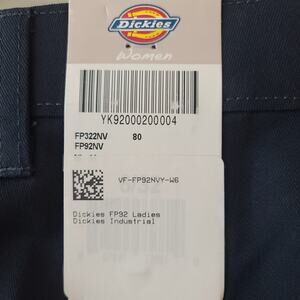 Dickies
Women
YK92000200004
FP322NV 80
FP92NV
VF-FP92NVY-W6
Dickies FP92 Ladies
Dickies Industrial